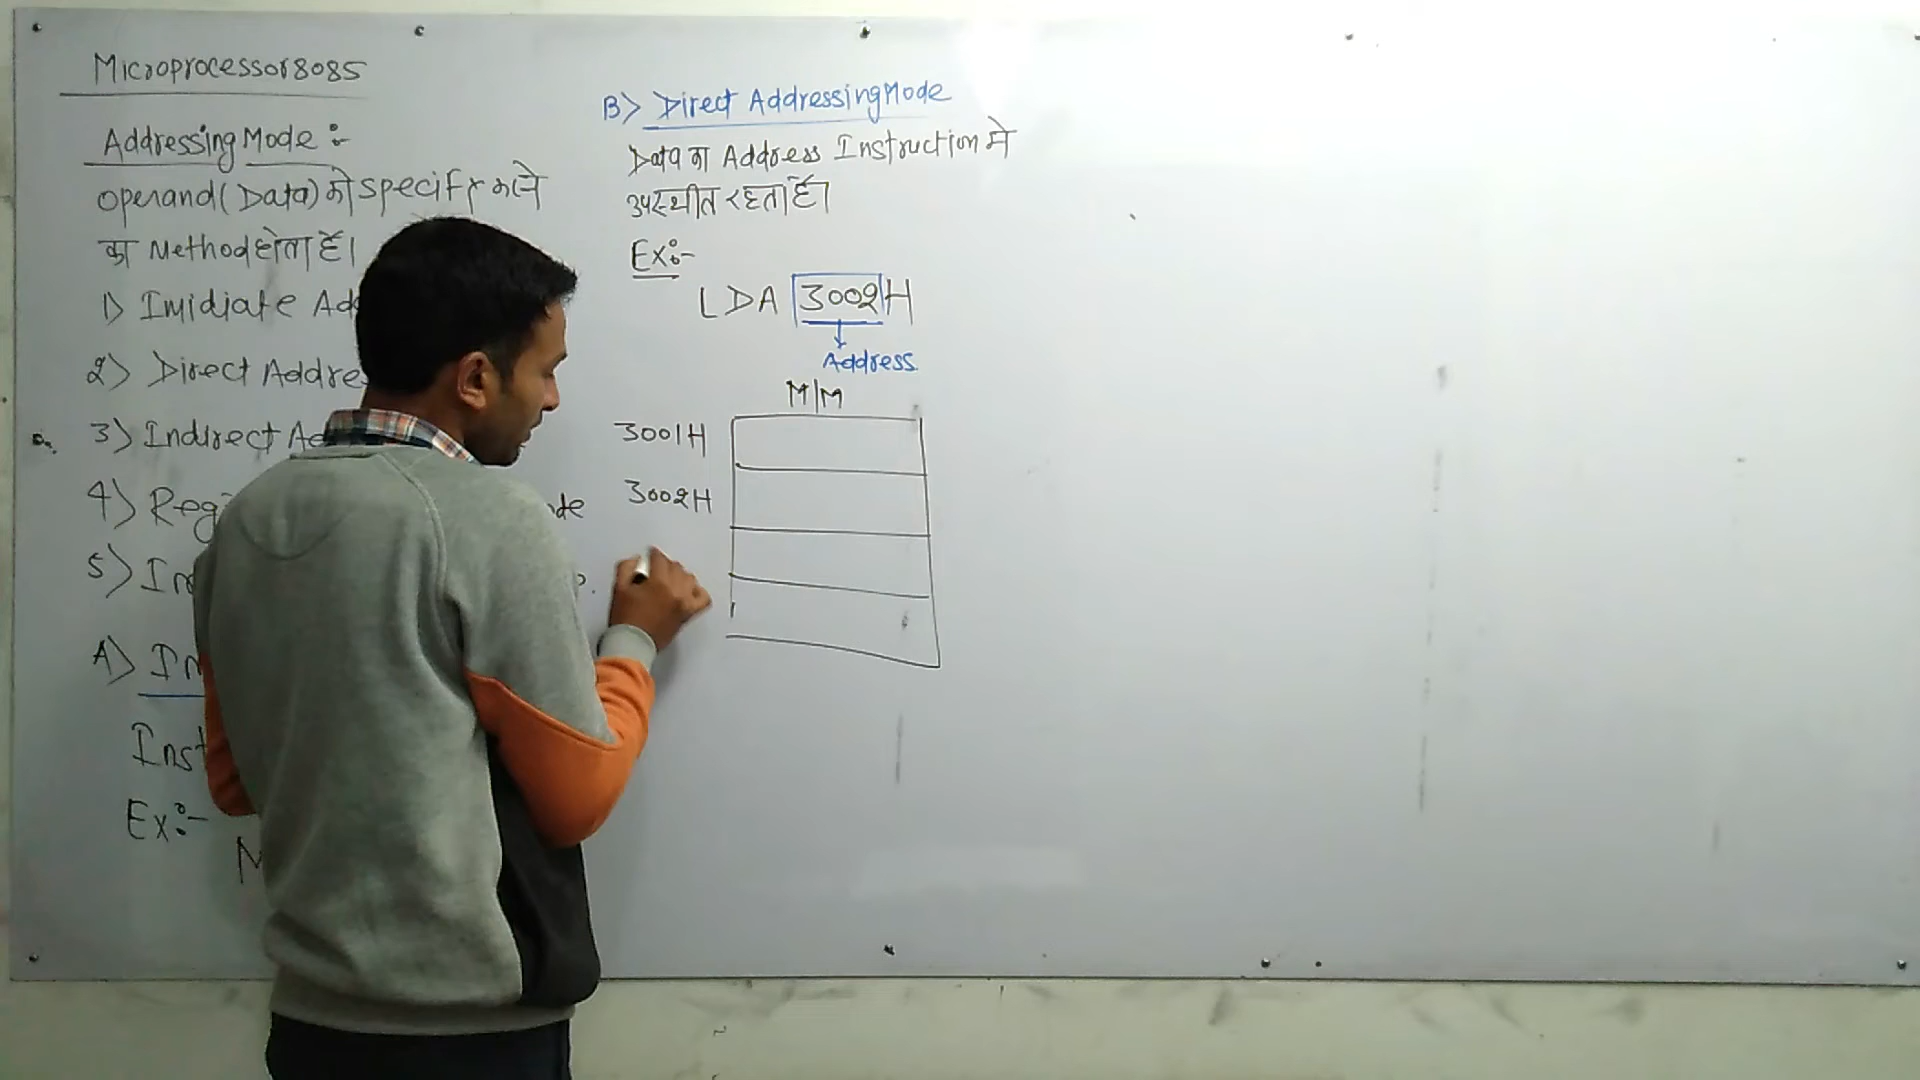 Microprocessor 8085
Addressing Mode :-
operand (Data) को specify करने
का Method होता है।
1) Imidiate Ad
2) Direct Addre
3) Indirect Ad
4) Reg
5) In
A) In
Inst
Ex:-
M
B) Direct Addressing Mode
Data का Address Instruction मे
उपस्थीत रहता है।
Ex:-
LDA 3002H
Address
M/M
3001H
3002H